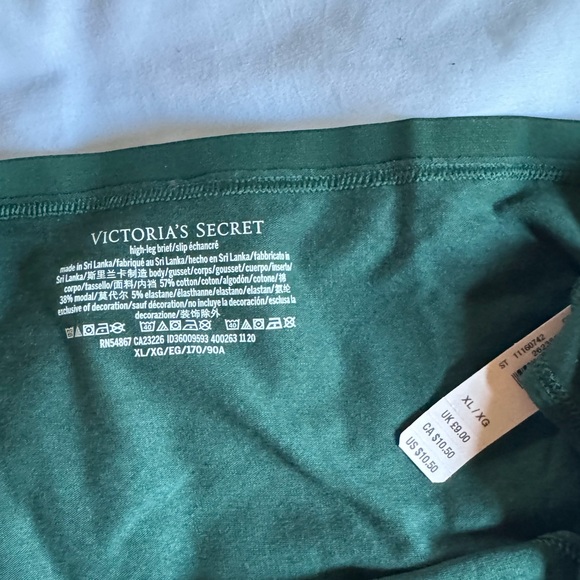 VICTORIA'S SECRET
high-leg brief/slip échancré
made in Sri Lanka/fabriqué au Sri Lanka/hecho en Sri Lanka/fabbricato in
Sri Lanka/斯里兰卡制造 body/gusset/corps/gousset/cuerpo/inserto/
corpo/tassello/面料/内裆 57% cotton/coton/algodón/cotone/棉
38% modal/莫代尔 5% elastane/élasthanne/elastano/elastan/氨纶
exclusive of decoration/sauf décoration/no incluye la decoración/esclusa la
decorazione/装饰除外
RN54867 CA23226 ID36009593 400263 11 20
XL/XG/EG/170/90A
ST 11160742
XL / XG
UK £9.00
CA $10.50
US $10.50